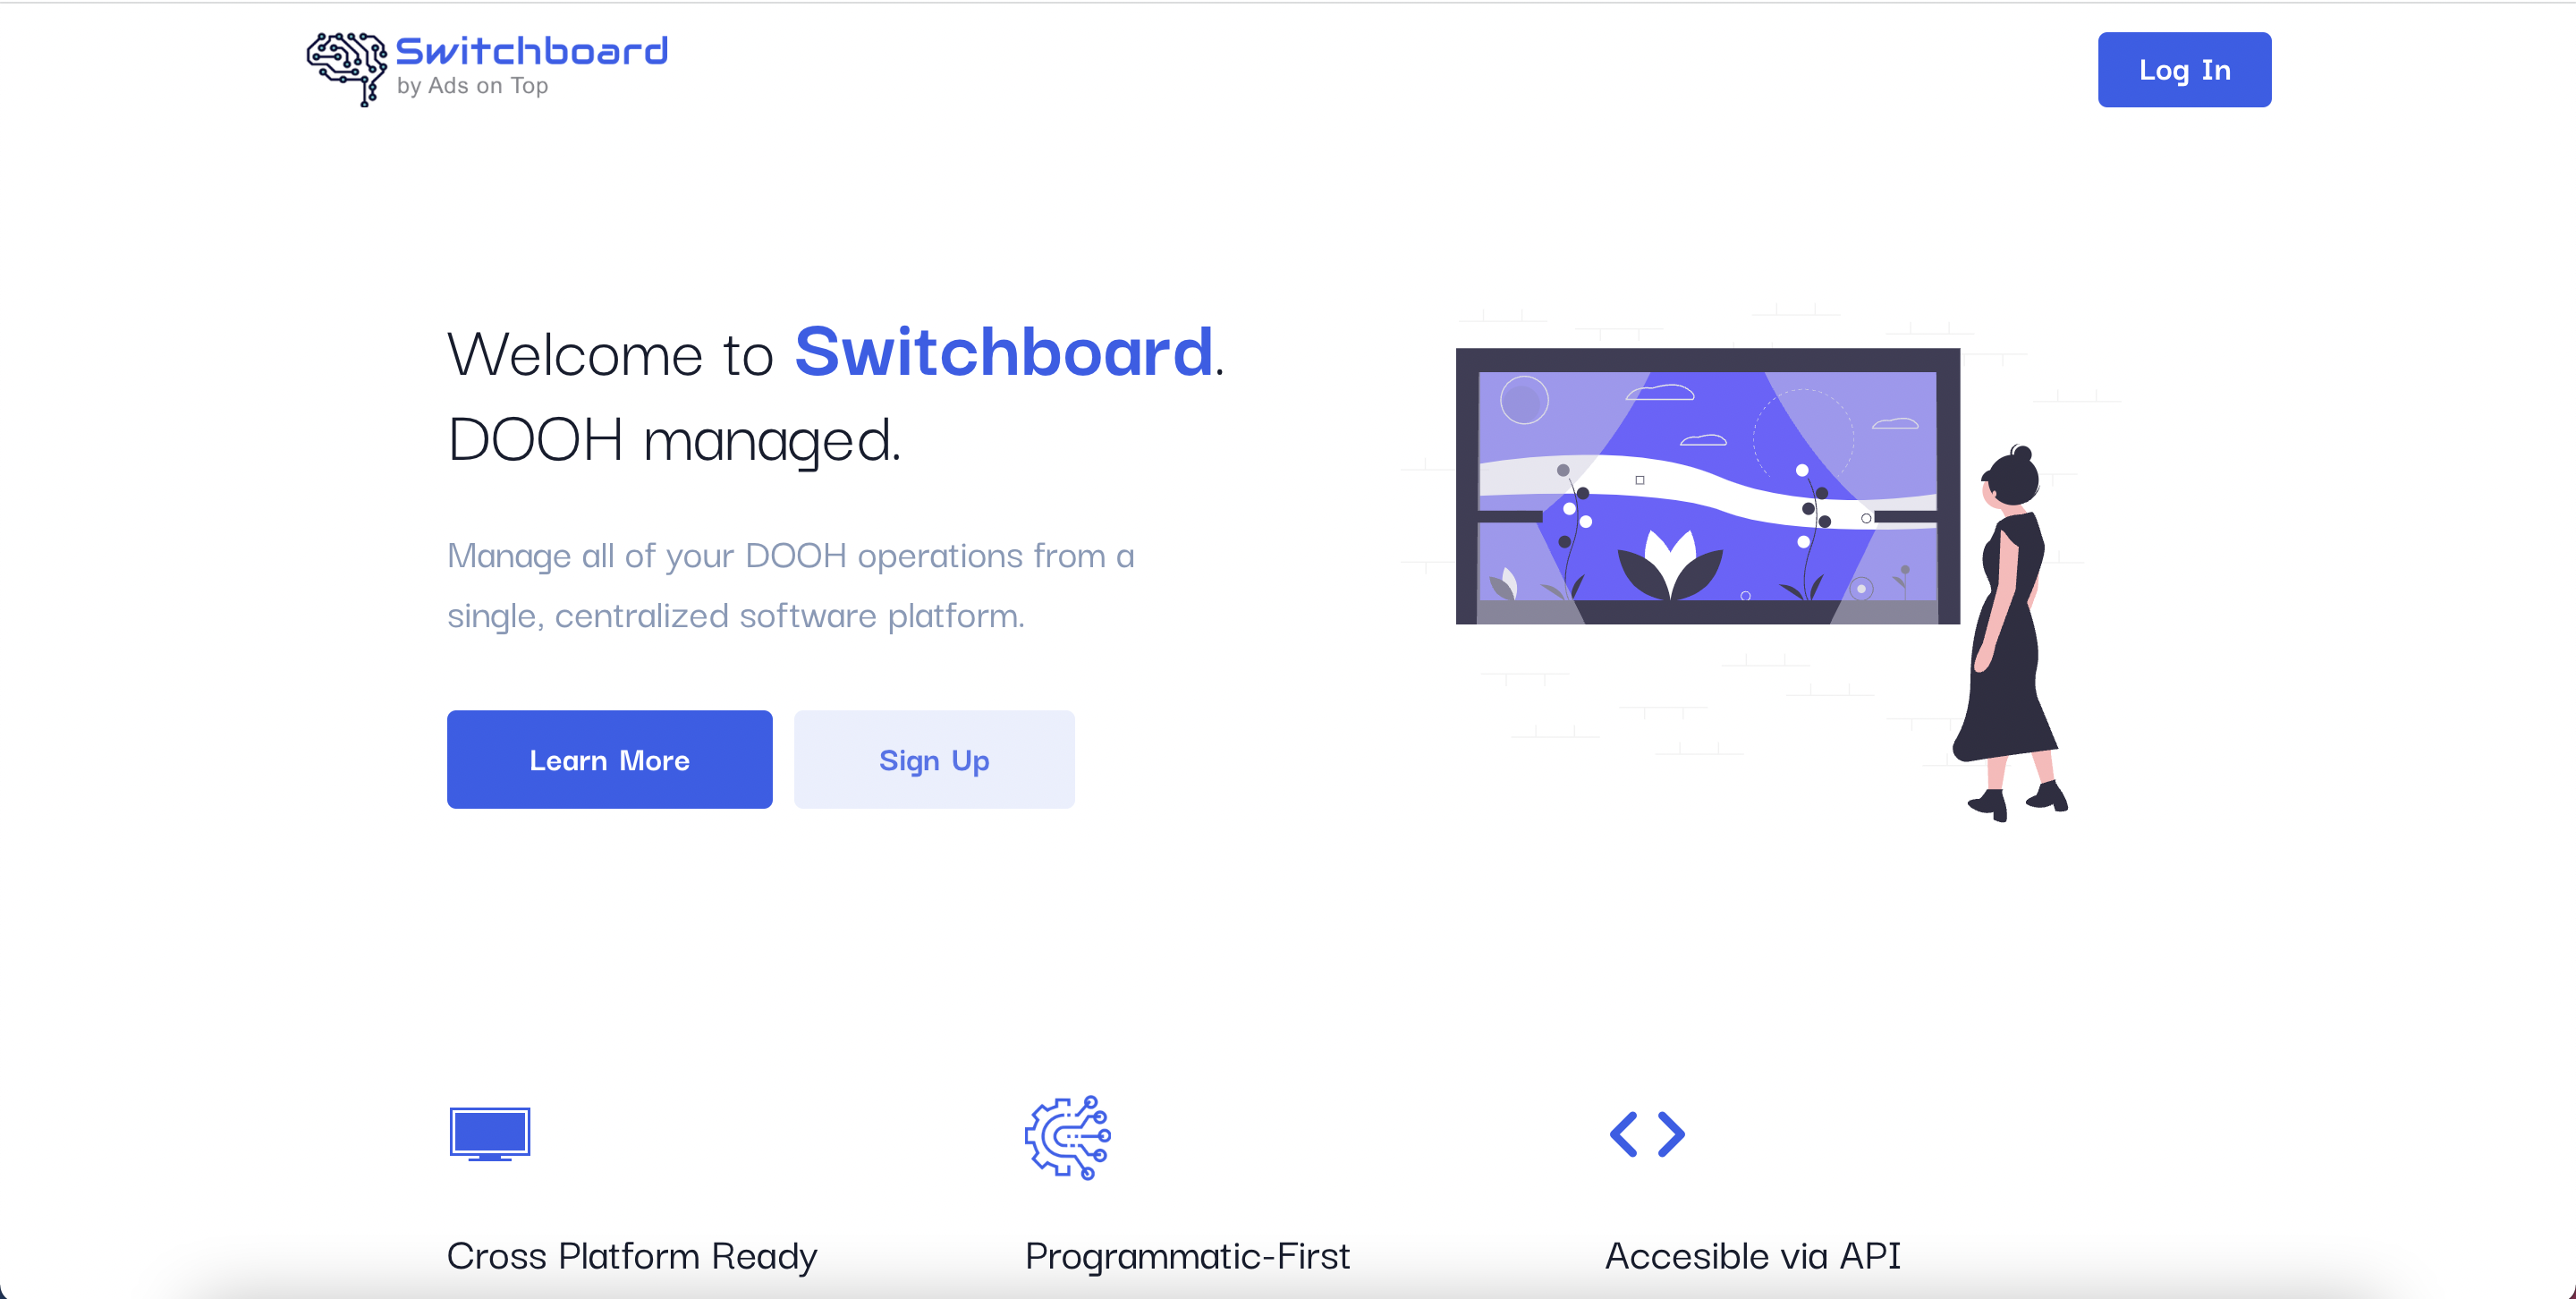 Switchboard
by Ads on Top
Log In
Welcome to Switchboard.
DOOH managed.
Manage all of your DOOH operations from a
single, centralized software platform.
Learn More
Sign Up
Cross Platform Ready
Programmatic-First
Accesible via API